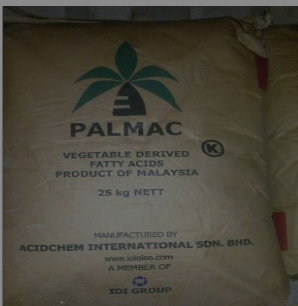 PALMAC
K
VEGETABLE DERIVED
FATTY ACIDS
PRODUCT OF MALAYSIA
25 kg NETT
MANUFACTURED BY
ACIDCHEM INTERNATIONAL SDN. BHD.
www.ioioleo.com
A MEMBER OF
IOI
IOI GROUP